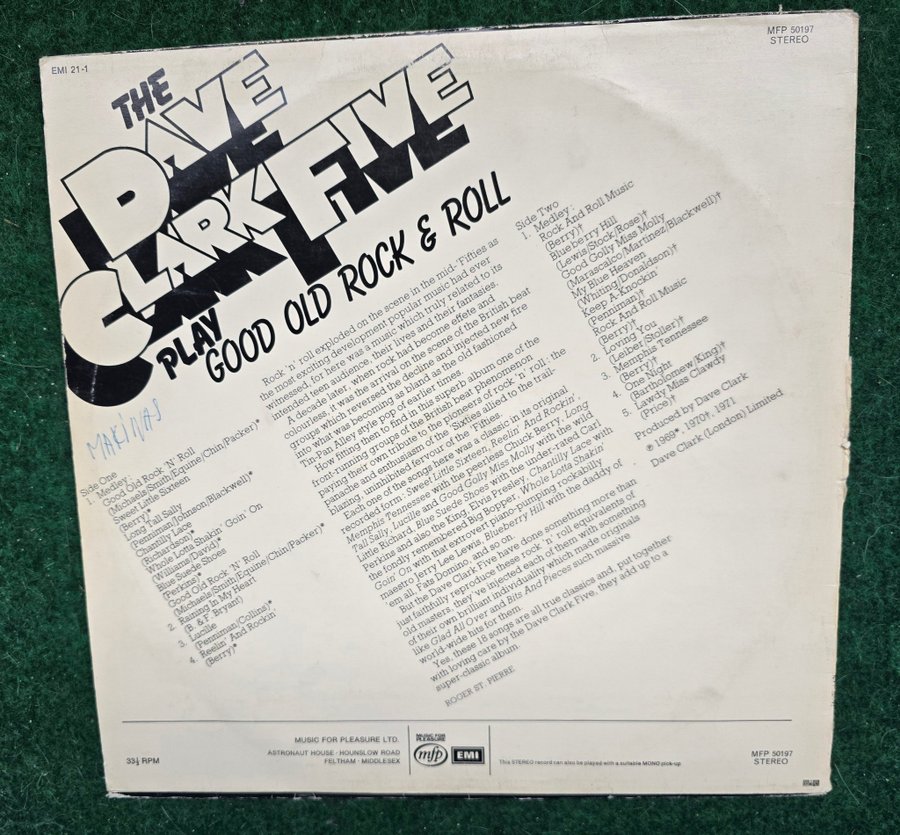 EMI 21-1
MFP 50197
STEREO
THE
DAVE
CLARK FIVE
PLAY
GOOD OLD ROCK & ROLL
MAKINAS
Side One
1. Medley:
Good Old Rock 'N' Roll
(Michaels/Smith/Equine/Chin/Packer)*
Sweet Little Sixteen
(Berry)*
Long Tall Sally
(Penniman/Johnson/Blackwell)*
Chantilly Lace
(Richardson)*
Whole Lotta Shakin' Goin' On
(Williams/David)*
Blue Suede Shoes
(Perkins)*
Good Old Rock 'N' Roll
(Michaels/Smith/Equine/Chin/Packer)*
2. Raining In My Heart
(B. & F. Bryant)
3. Lucille
(Penniman/Collins)*
4. Reelin' And Rockin'
(Berry)*
Rock 'n' roll exploded on the scene in the mid-'Fifties as
the most exciting development popular music had ever
witnessed, for here was a music which truly related to its
intended teen audience, their lives and their fantasies.
A decade later, when rock had become effete and
colourless, it was the arrival on the scene of the British beat
groups which reversed the decline and injected new fire
into what was becoming as bland as the old fashioned
Tin-Pan Alley style pop of earlier times.
How fitting then to find in this superb album one of the
front-running groups of the British beat phenomenon
paying their own tribute to the pioneers of rock 'n' roll: the
panache and enthusiasm of the 'Sixties allied to the trail-
blazing, uninhibited fervour of the 'Fifties.
Each one of the songs here was a classic in its original
recorded form: Sweet Little Sixteen, Reelin' And Rockin',
Memphis Tennessee with the peerless Chuck Berry, Long
Tall Sally, Lucille and Good Golly Miss Molly with the wild
Little Richard, Blue Suede Shoes with the under-rated Carl
Perkins and also the King, Elvis Presley, Chantilly Lace with
the fondly remembered Big Bopper, Whole Lotta Shakin'
Goin' On with that extrovert piano-pumping rockabilly
maestro Jerry Lee Lewis, Blueberry Hill with the daddy of
'em all, Fats Domino, and so on.
But the Dave Clark Five have done something more than
just faithfully reproduce these rock 'n' roll equivalents of
old masters, they've injected each of them with something
of their own brilliant individuality which made originals
like Glad All Over and Bits And Pieces such massive
world-wide hits for them.
Yes, these 18 songs are all true classics and, put together
with loving care by the Dave Clark Five, they add up to a
super-classic album.
ROGER ST. PIERRE
Side Two
1. Medley:
Rock And Roll Music
(Berry)†
Blueberry Hill
(Lewis/Stock/Rose)†
Good Golly Miss Molly
(Marascalco/Martinez/Blackwell)†
My Blue Heaven
(Whiting/Donaldson)†
Keep A-Knockin'
(Penniman)†
Rock And Roll Music
(Berry)†
2. Loving You
(Leiber/Stoller)†
3. Memphis Tennessee
(Berry)†
4. One Night
(Bartholomew/King)†
5. Lawdy Miss Clawdy
(Price)†
Produced by Dave Clark
℗ 1969*, 1970†, 1971
Dave Clark (London) Limited
33⅓ RPM
MUSIC FOR PLEASURE LTD.
ASTRONAUT HOUSE · HOUNSLOW ROAD
FELTHAM · MIDDLESEX
MUSIC FOR
PLEASURE
mfp
EMI
This STEREO record can also be played with a suitable MONO pick-up
MFP 50197
STEREO